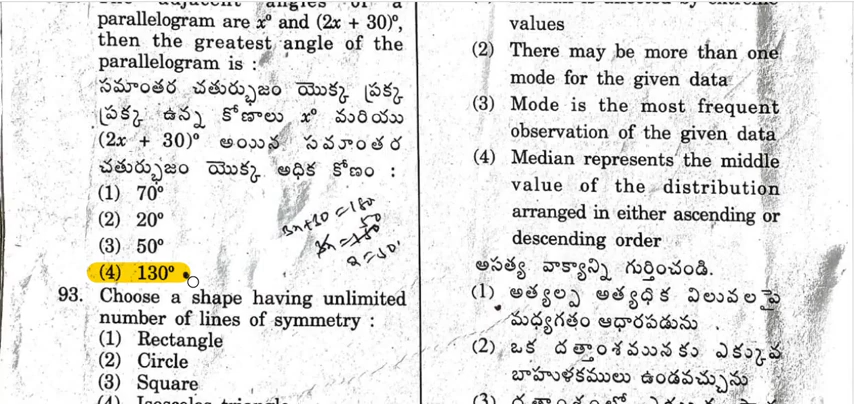 parallelogram are x° and (2x + 30)°,
then the greatest angle of the
parallelogram is :
సమాంతర చతుర్భుజం యొక్క ప్రక్క
ప్రక్క ఉన్న కోణాలు x° మరియు
(2x + 30)° అయిన సమాంతర
చతుర్భుజం యొక్క అధిక కోణం :
(1) 70°
(2) 20°
(3) 50°
(4) 130°
93. Choose a shape having unlimited
number of lines of symmetry :
(1) Rectangle
(2) Circle
(3) Square
values
(2) There may be more than one
mode for the given data
(3) Mode is the most frequent
observation of the given data
(4) Median represents the middle
value of the distribution
arranged in either ascending or
descending order
అసత్య వాక్యాన్ని గుర్తించండి.
(1) అత్యల్ప అత్యధిక విలువలపై
మధ్యగతం ఆధారపడును .
(2) ఒక దత్తాంశమునకు ఎక్కువ
బాహుళకములు ఉండవచ్చును